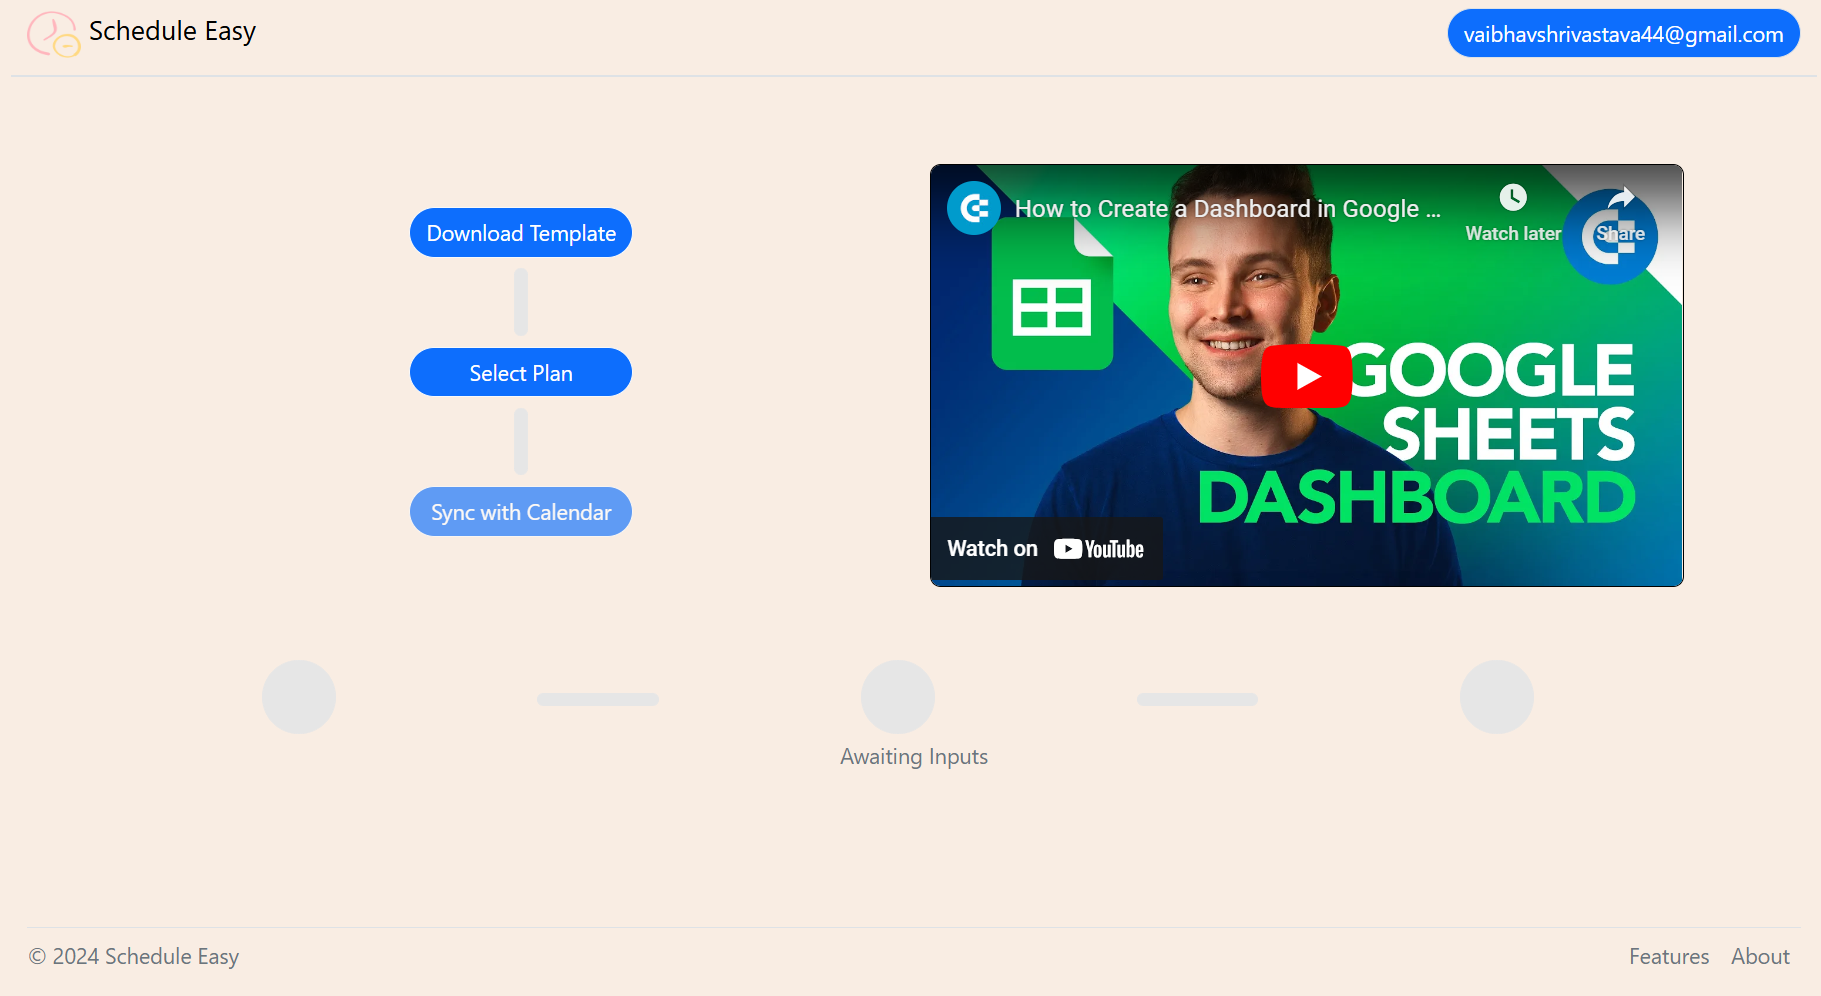 Schedule Easy
vaibhavshrivastava44@gmail.com
Download Template
Select Plan
Sync with Calendar
How to Create a Dashboard in Google ...
Watch later
Share
GOOGLE
SHEETS
DASHBOARD
Watch on YouTube
Awaiting Inputs
© 2024 Schedule Easy
Features
About